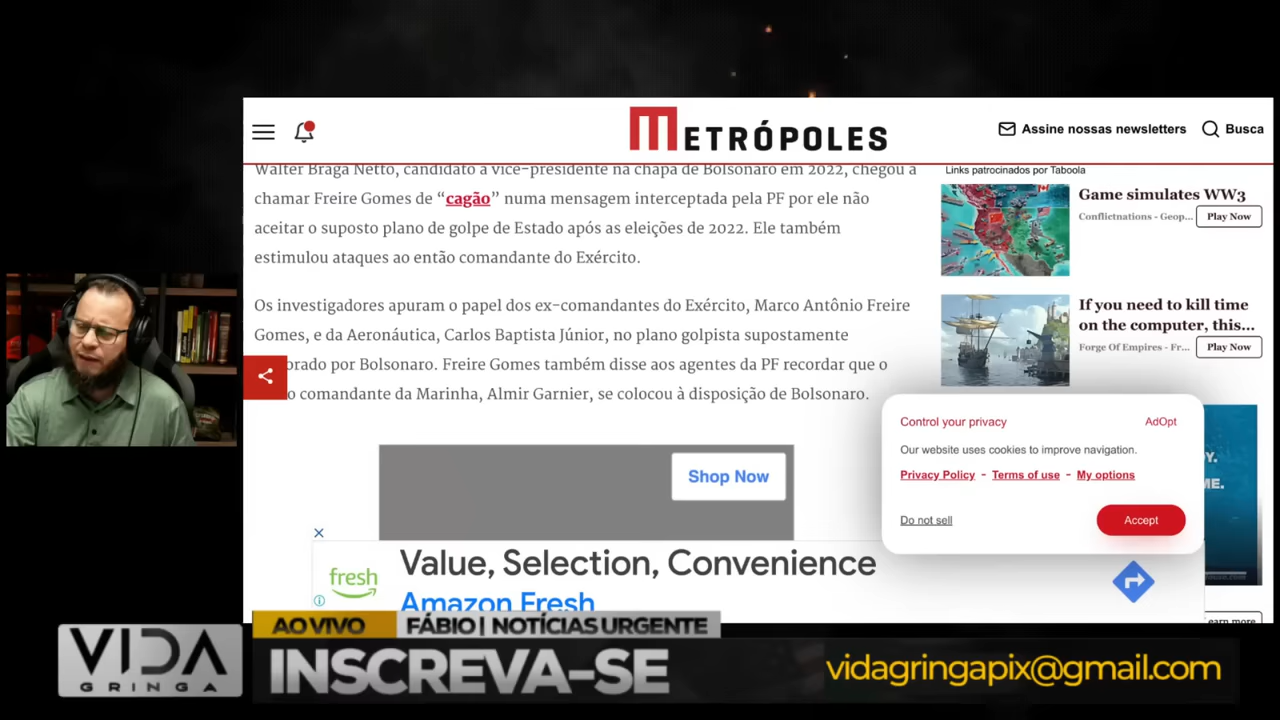 METRÓPOLES
Assine nossas newsletters
Busca
Walter Braga Netto, candidato a vice-presidente na chapa de Bolsonaro em 2022, chegou a
chamar Freire Gomes de “cagão” numa mensagem interceptada pela PF por ele não
aceitar o suposto plano de golpe de Estado após as eleições de 2022. Ele também
estimulou ataques ao então comandante do Exército.
Os investigadores apuram o papel dos ex-comandantes do Exército, Marco Antônio Freire
Gomes, e da Aeronáutica, Carlos Baptista Júnior, no plano golpista supostamente
orado por Bolsonaro. Freire Gomes também disse aos agentes da PF recordar que o
o comandante da Marinha, Almir Garnier, se colocou à disposição de Bolsonaro.
Links patrocinados por Taboola
Game simulates WW3
Conflictnations - Geop...
Play Now
If you need to kill time
on the computer, this...
Forge Of Empires - Fr...
Play Now
Control your privacy
AdOpt
Our website uses cookies to improve navigation.
Privacy Policy - Terms of use - My options
Do not sell
Accept
Y.
ME.
Shop Now
fresh
Value, Selection, Convenience
Amazon Fresh
earn more
AO VIVO
FÁBIO | NOTÍCIAS URGENTE
VIDA
GRINGA
INSCREVA-SE
vidagringapix@gmail.com